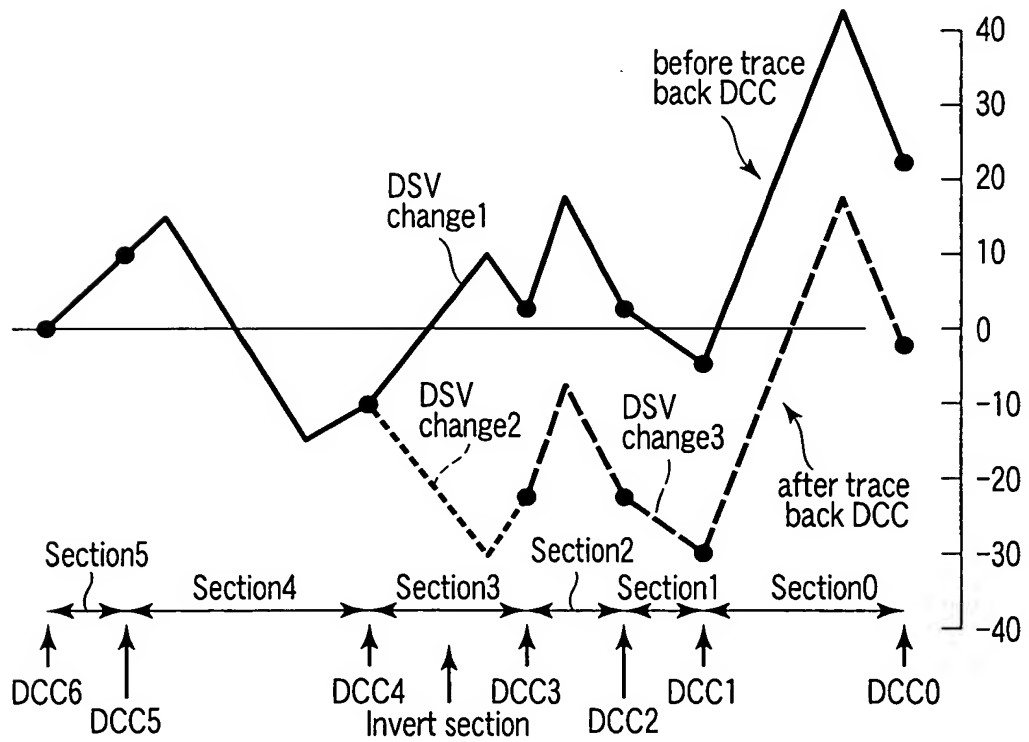 40
before trace
back DCC
30
20
DSV
change1
10
0
DSV
change2
DSV
change3
-10
-20
after trace
back DCC
-30
Section5
Section2
Section4
Section3
Section1
Section0
-40
DCC6
DCC5
DCC4
Invert section
DCC3
DCC2
DCC1
DCC0